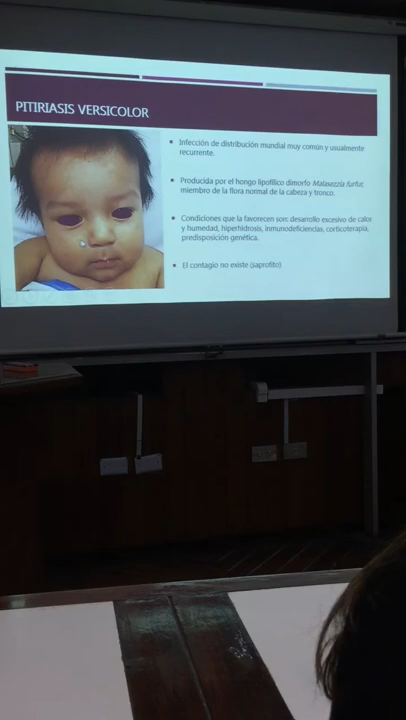 PITIRIASIS VERSICOLOR
Infección de distribución mundial muy común y usualmente
recurrente.
Producida por el hongo lipofílico dimorfo Malasezzia furfur,
miembro de la flora normal de la cabeza y tronco.
Condiciones que la favorecen son: desarrollo excesivo de calor
y humedad, hiperhidrosis, inmunodeficiencias, corticoterapia,
predisposición genética.
El contagio no existe (saprofito)